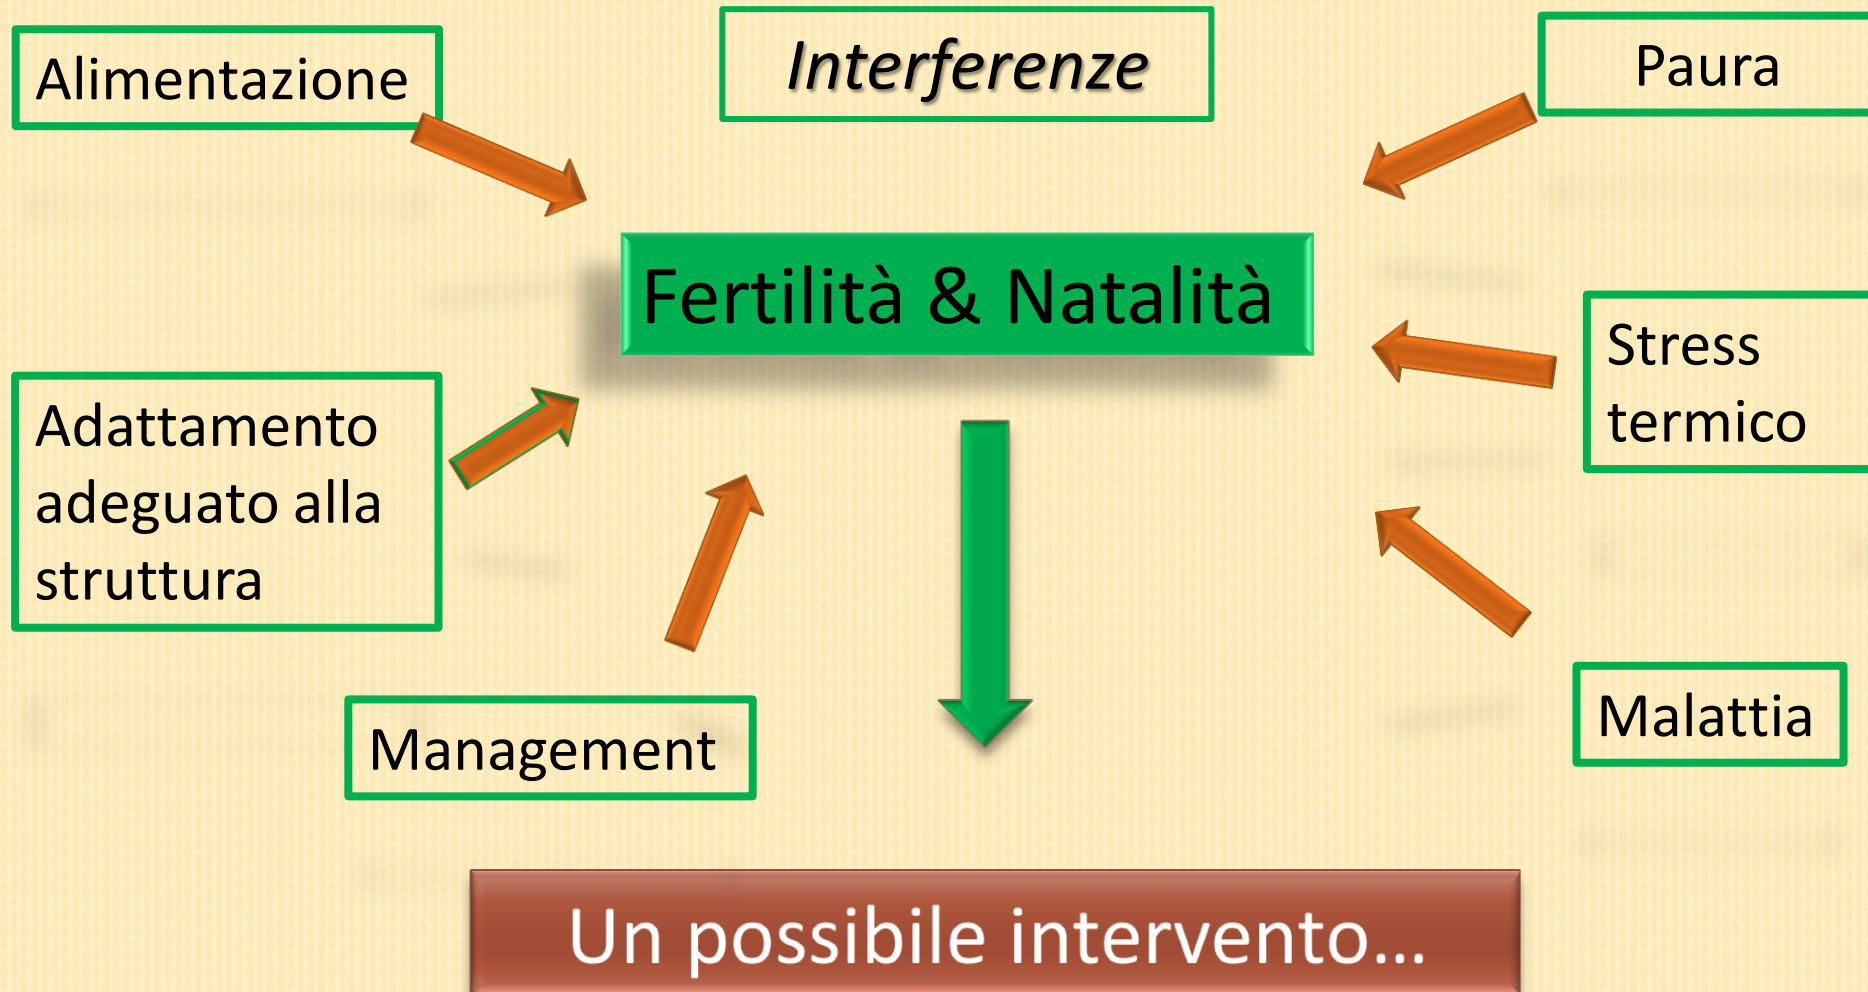 Interferenze
Alimentazione
Paura
Fertilità & Natalità
Stress
termico
Adattamento
adeguato alla
struttura
Management
Malattia
Un possibile intervento...